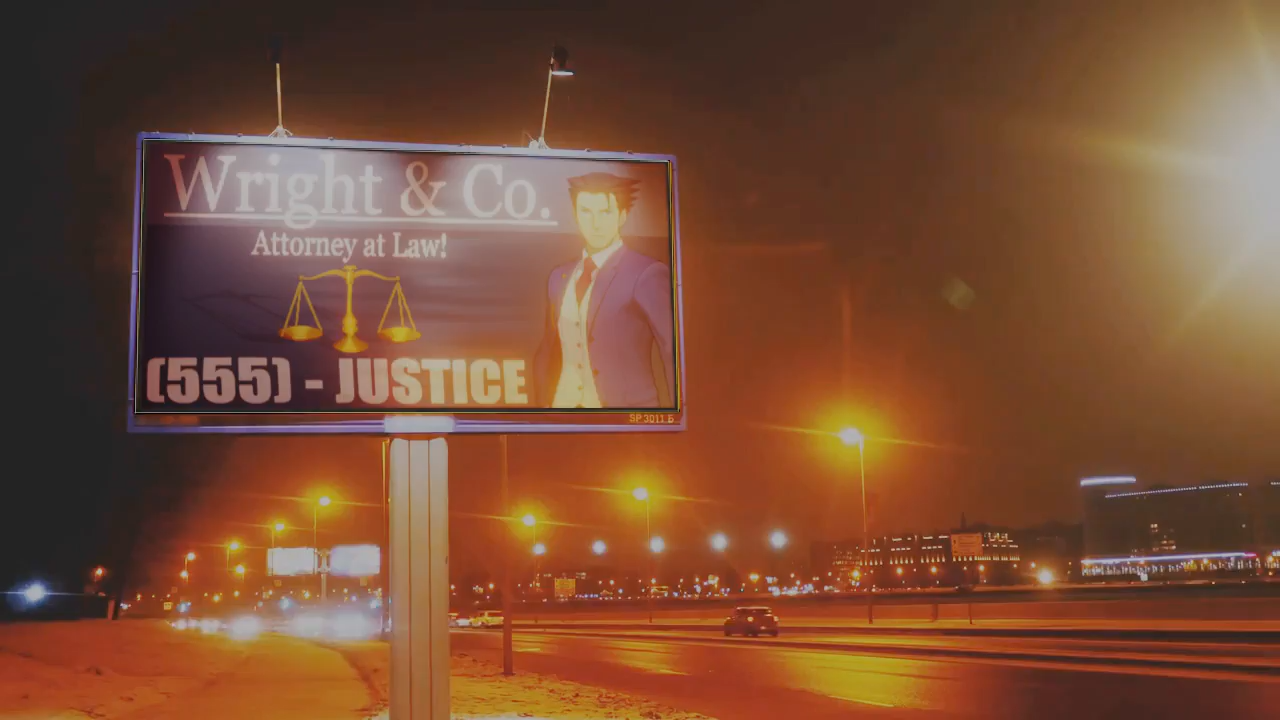 Wright & Co.
Attorney at Law!
(555) - JUSTICE
SP 3011 Б